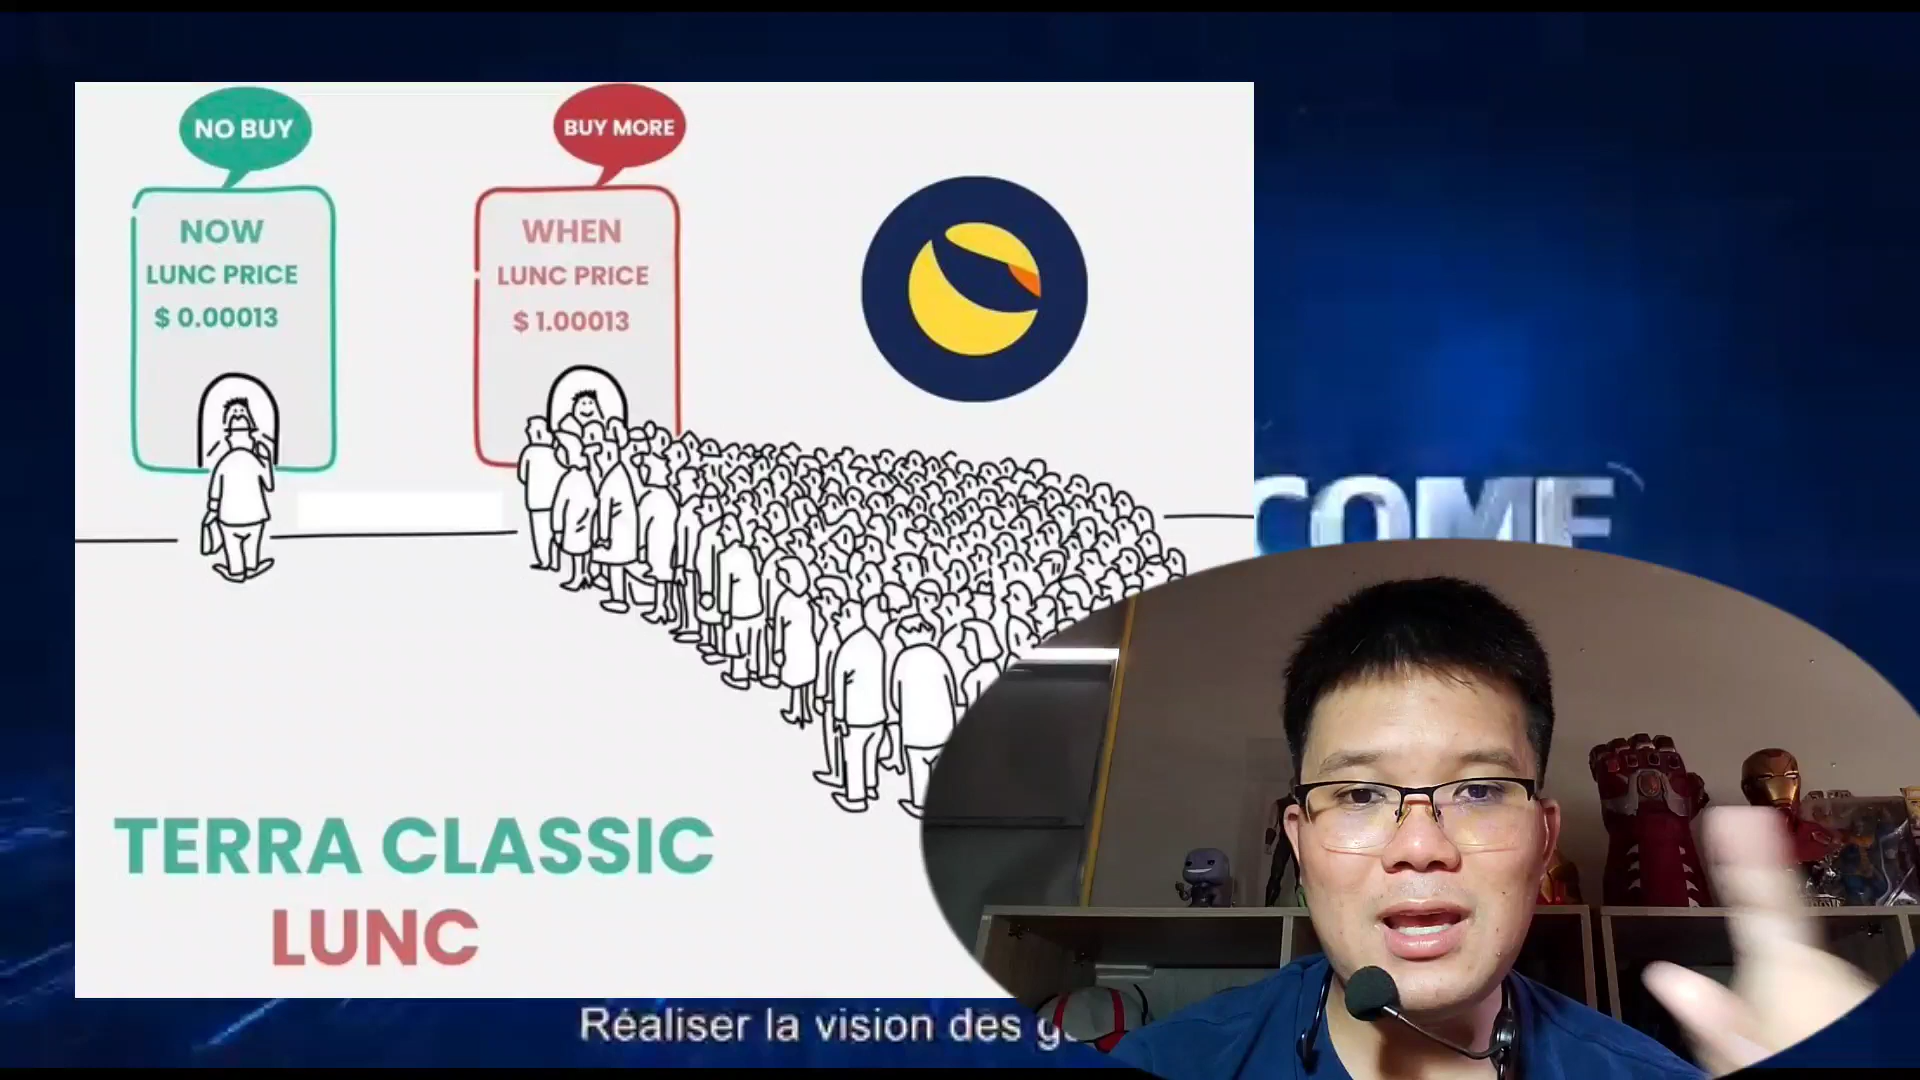 NO BUY
BUY MORE
NOW
LUNC PRICE
$ 0.00013
WHEN
LUNC PRICE
$ 1.00013
COME
TERRA CLASSIC
LUNC
Réaliser la vision des